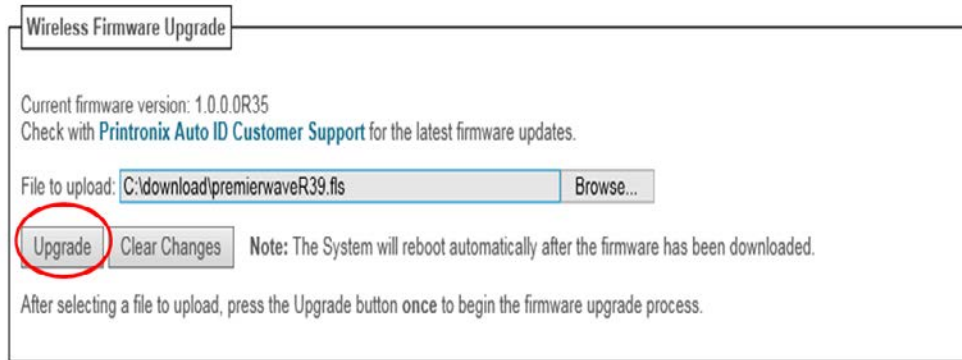 Wireless Firmware Upgrade
Current firmware version: 1.0.0.0R35
Check with Printronix Auto ID Customer Support for the latest firmware updates.
File to upload: C:\download\premierwaveR39.fls Browse...
Upgrade Clear Changes Note: The System will reboot automatically after the firmware has been downloaded.
After selecting a file to upload, press the Upgrade button once to begin the firmware upgrade process.